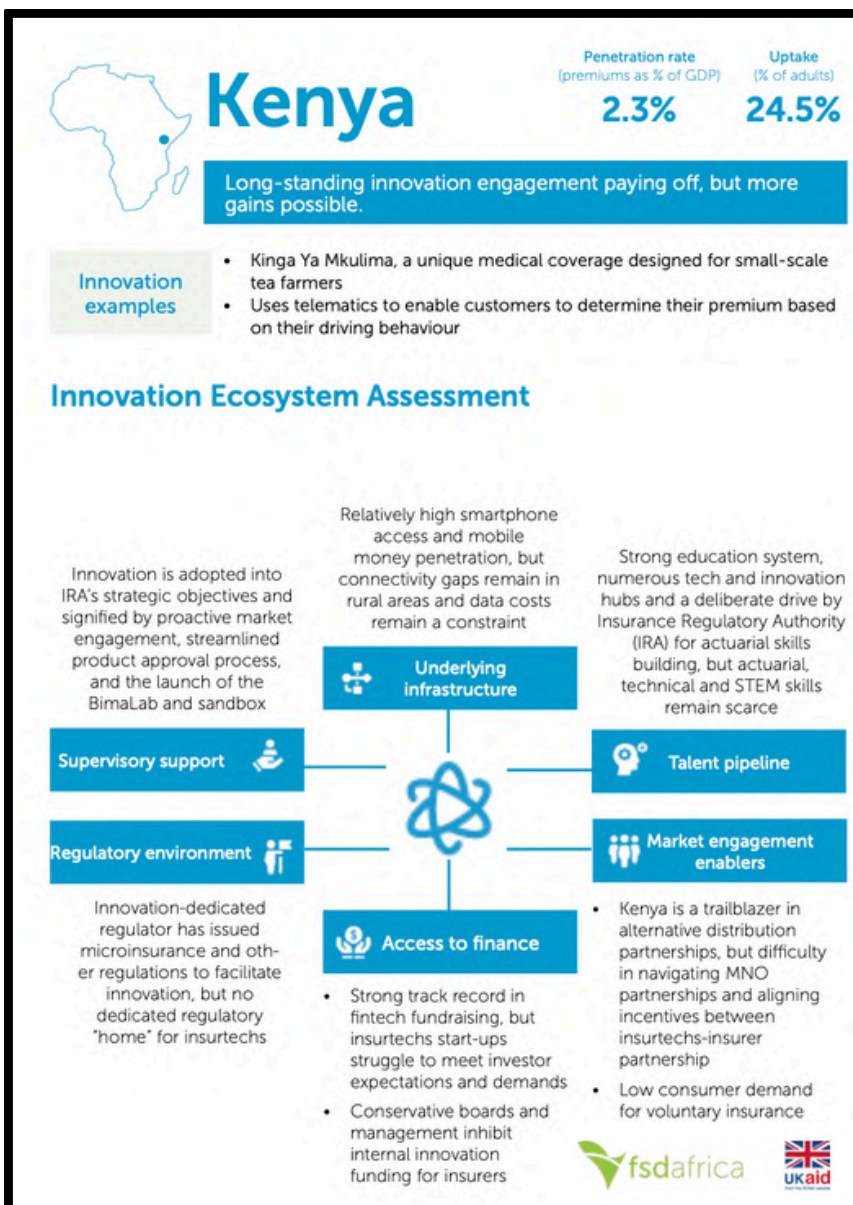 Kenya
Penetration rate
(premiums as % of GDP)
2.3%
Uptake
(% of adults)
24.5%
Long-standing innovation engagement paying off, but more
gains possible.
Innovation
examples
• Kinga Ya Mkulima, a unique medical coverage designed for small-scale
tea farmers
• Uses telematics to enable customers to determine their premium based
on their driving behaviour
Innovation Ecosystem Assessment
Innovation is adopted into
IRA's strategic objectives and
signified by proactive market
engagement, streamlined
product approval process,
and the launch of the
BimaLab and sandbox
Supervisory support
Relatively high smartphone
access and mobile
money penetration, but
connectivity gaps remain in
rural areas and data costs
remain a constraint
Underlying
infrastructure
Strong education system,
numerous tech and innovation
hubs and a deliberate drive by
Insurance Regulatory Authority
(IRA) for actuarial skills
building, but actuarial,
technical and STEM skills
remain scarce
Talent pipeline
Regulatory environment
Innovation-dedicated
regulator has issued
microinsurance and oth-
er regulations to facilitate
innovation, but no
dedicated regulatory
"home" for insurtechs
Access to finance
• Strong track record in
fintech fundraising, but
insurtechs start-ups
struggle to meet investor
expectations and demands
• Conservative boards and
management inhibit
internal innovation
funding for insurers
Market engagement
enablers
• Kenya is a trailblazer in
alternative distribution
partnerships, but difficulty
in navigating MNO
partnerships and aligning
incentives between
insurtechs-insurer
partnership
• Low consumer demand
for voluntary insurance
fsdafrica
UKaid
from the British people